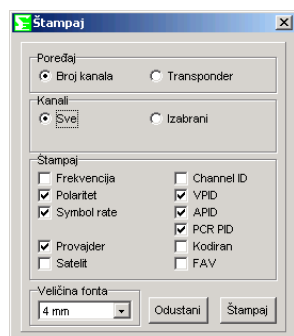 Štampaj
Poređaj
Broj kanala Transponder
Kanali
Sve Izabrani
Štampaj
Frekvencija Channel ID
Polaritet VPID
Symbol rate APID
PCR PID
Provajder Kodiran
Satelit FAV
Veličina fonta
4 mm Odustani Štampaj